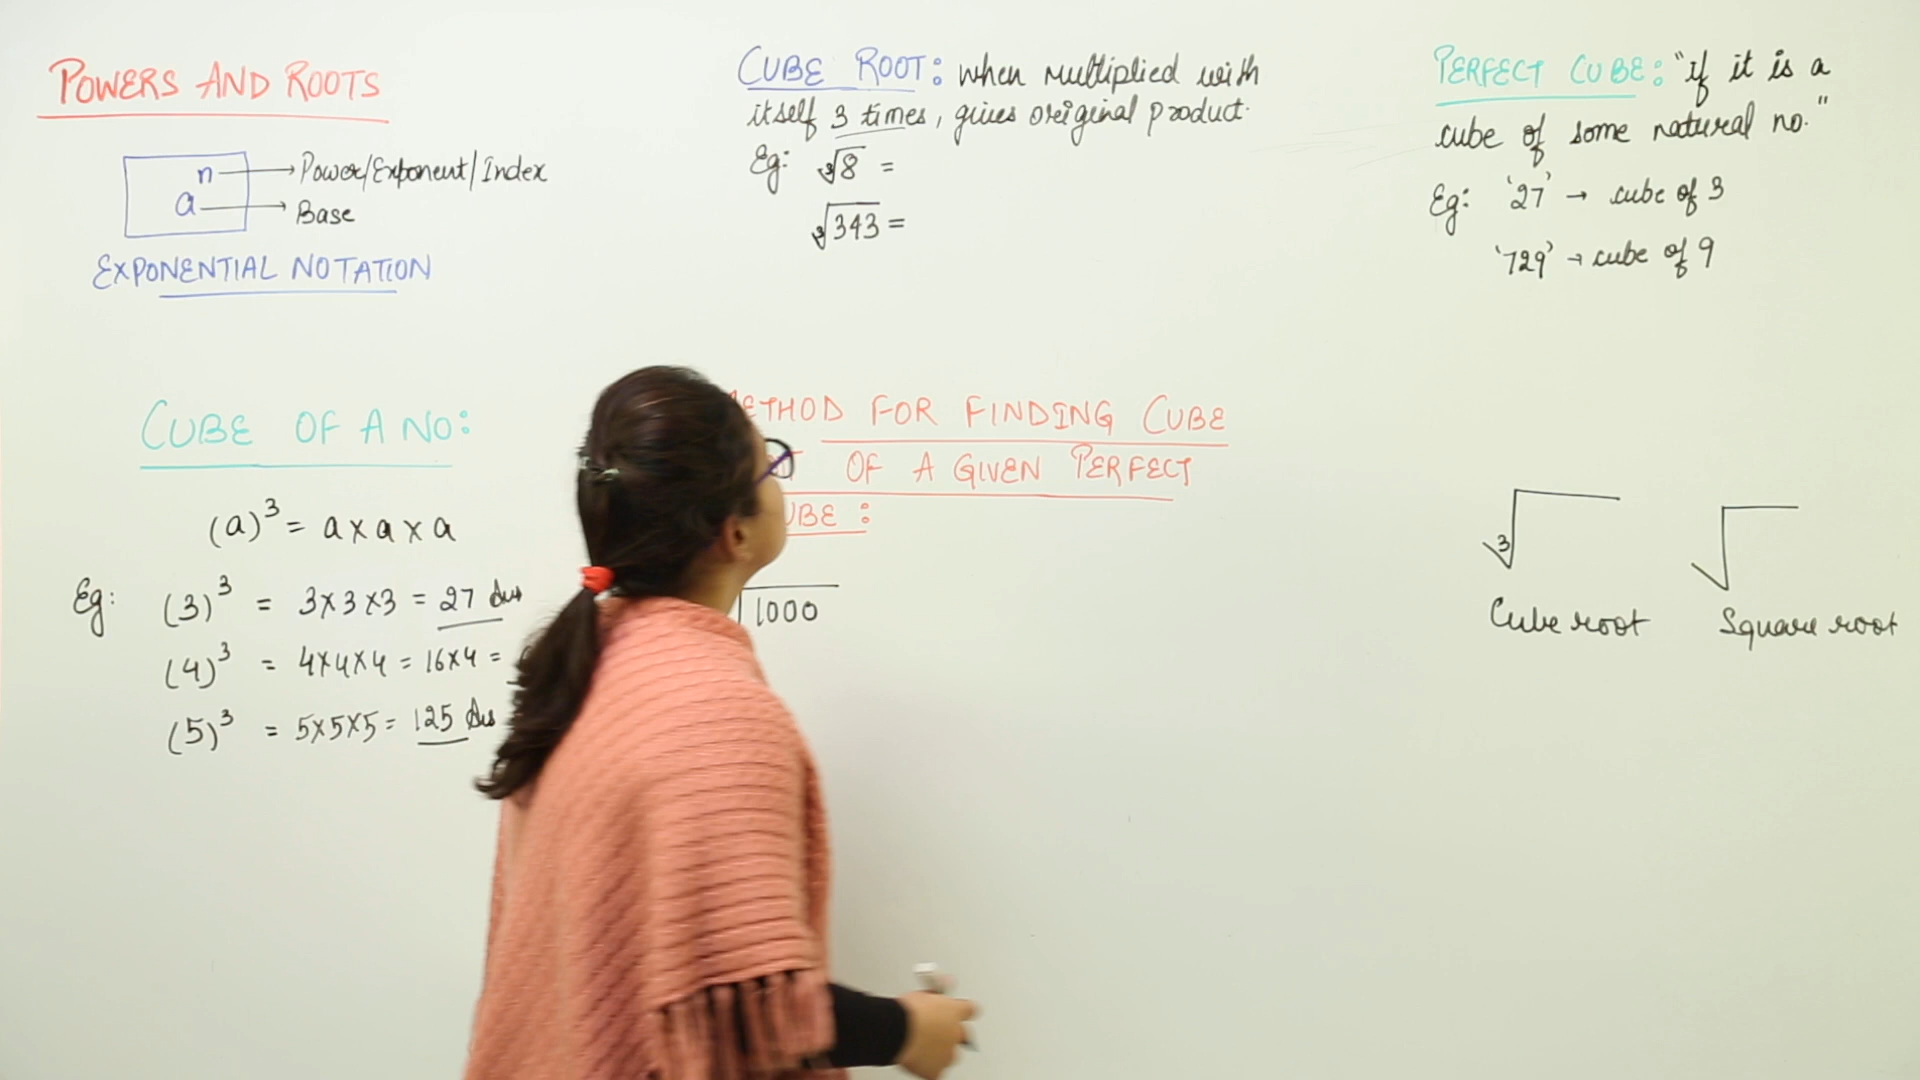 POWERS AND ROOTS
n → Power/Exponent/Index
a → Base
EXPONENTIAL NOTATION
CUBE OF A NO:
(a)³ = a x a x a
Eg: (3)³ = 3x3x3 = 27 Ans
(4)³ = 4x4x4 = 16x4 =
(5)³ = 5x5x5 = 125 Ans
CUBE ROOT: when multiplied with
itself 3 times, gives original product.
Eg: ∛8 =
∛343 =
FOR FINDING CUBE
OF A GIVEN PERFECT
:
1000
PERFECT CUBE: "if it is a
cube of some natural no."
Eg: '27' → cube of 3
'729' → cube of 9
3√
Cube root
√
Square root